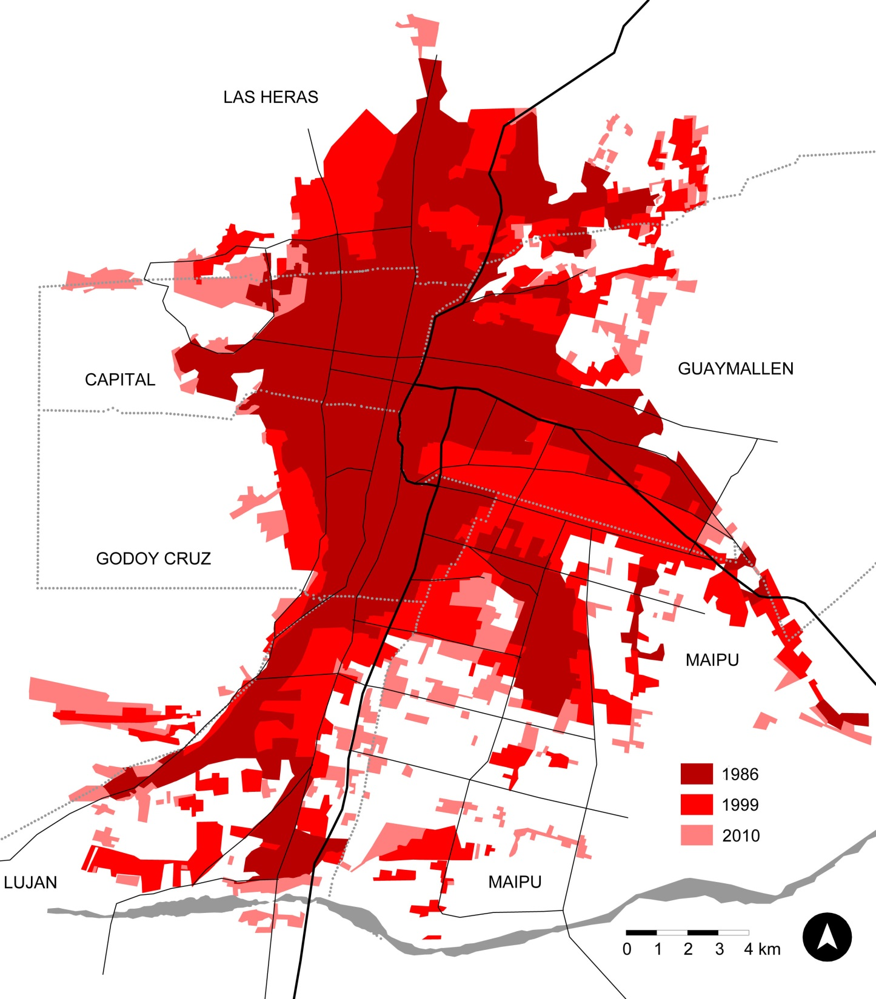 LAS HERAS
CAPITAL
GUAYMALLEN
GODOY CRUZ
MAIPU
1986
1999
2010
LUJAN
MAIPU
0 1 2 3 4 km